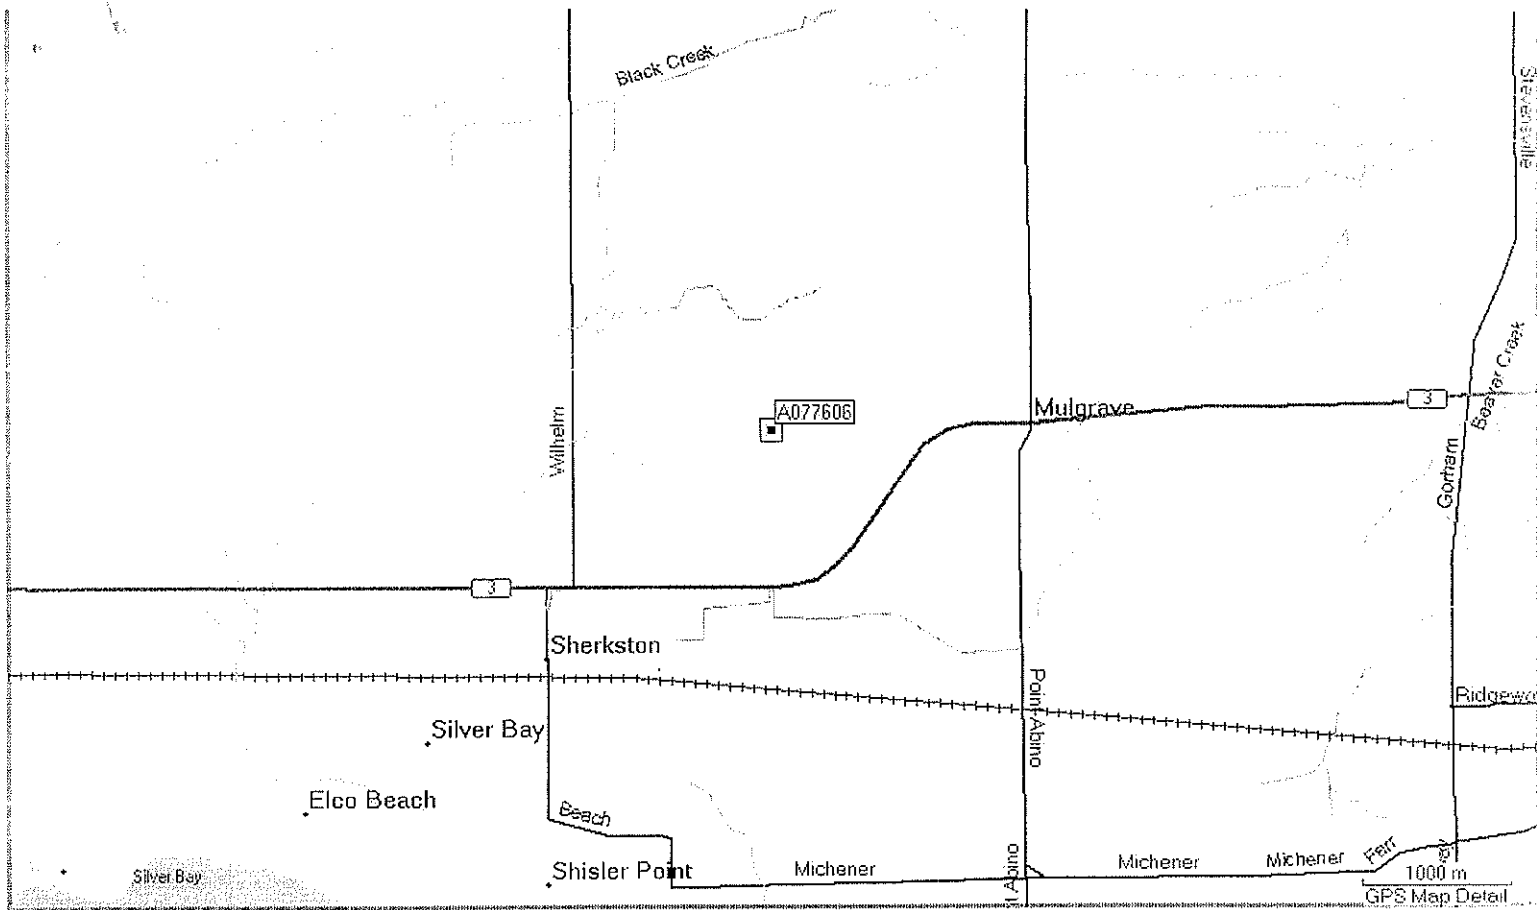 Black Creek
Stevensville
Beaver Creek
A077606
Mulgrave
3
Wilhelm
Gorham
3
Sherkston
Point Abino
Ridgewo
Silver Bay
Elco Beach
Beach
Shisler Point
Michener
Michener
Michener
Farr
Silver Bay
Abino
1000 m
GPS Map Detail